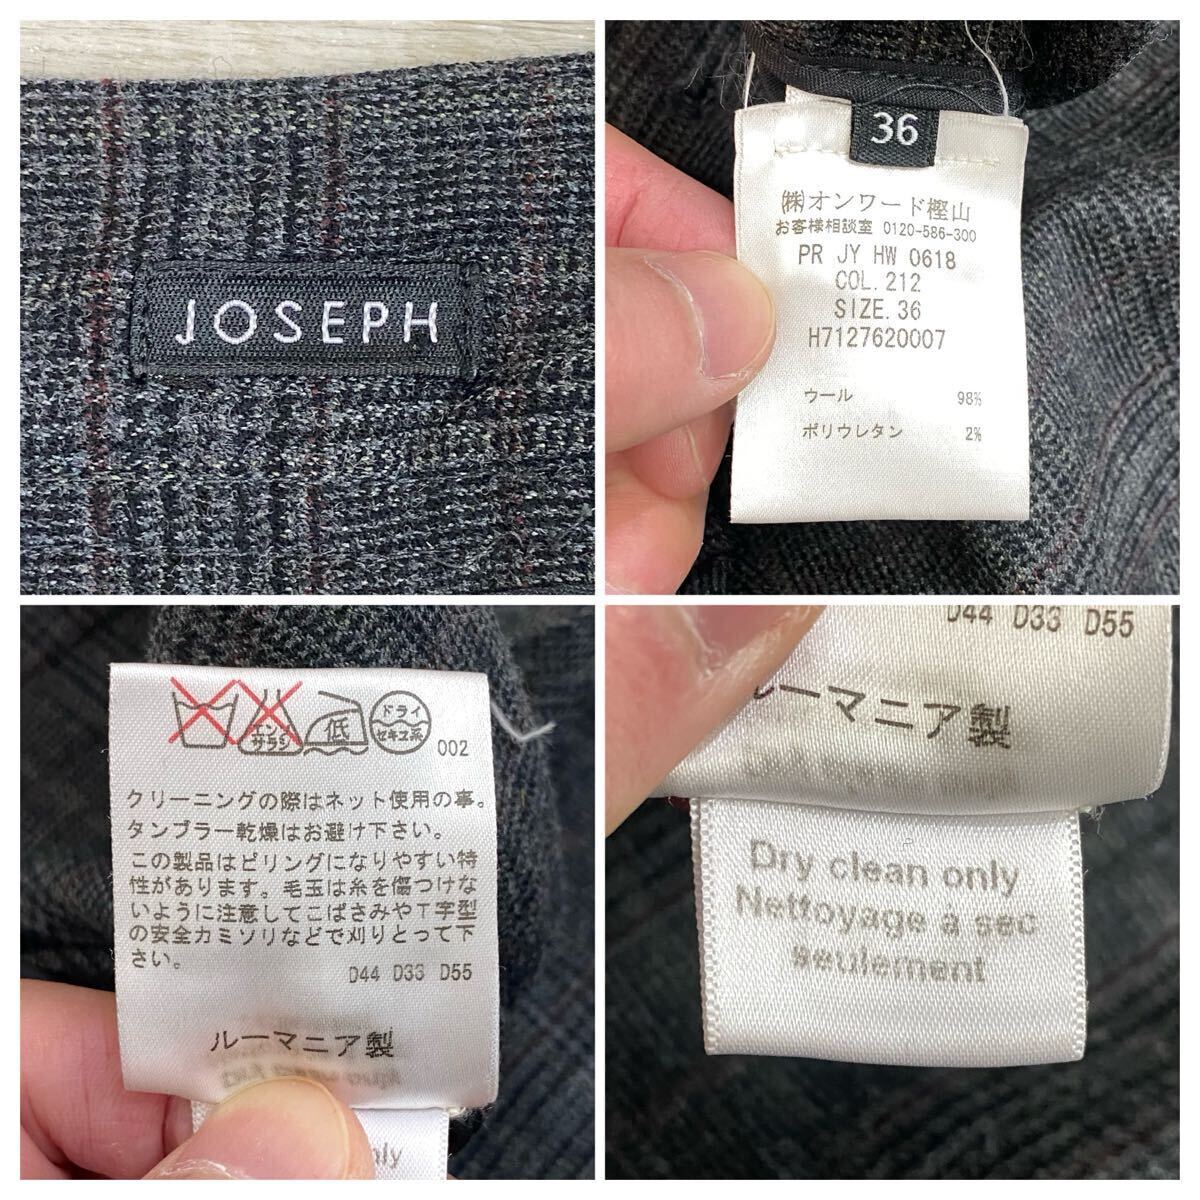 JOSEPH
36
㈱オンワード樫山
お客様相談室 0120-586-300
PR JY HW 0618
COL.212
SIZE.36
H7127620007
ウール 98%
ポリウレタン 2%
エンソ
サラシ
低
ドライ
セキユ系
002
クリーニングの際はネット使用の事。
タンブラー乾燥はお避け下さい。
この製品はピリングになりやすい特
性があります。毛玉は糸を傷つけな
いように注意してこばさみやT字型
の安全カミソリなどで刈りとって下
さい。
D44 D33 D55
ルーマニア製
only
D44 D33 D55
ルーマニア製
Dry clean only
Nettoyage a sec
seulement